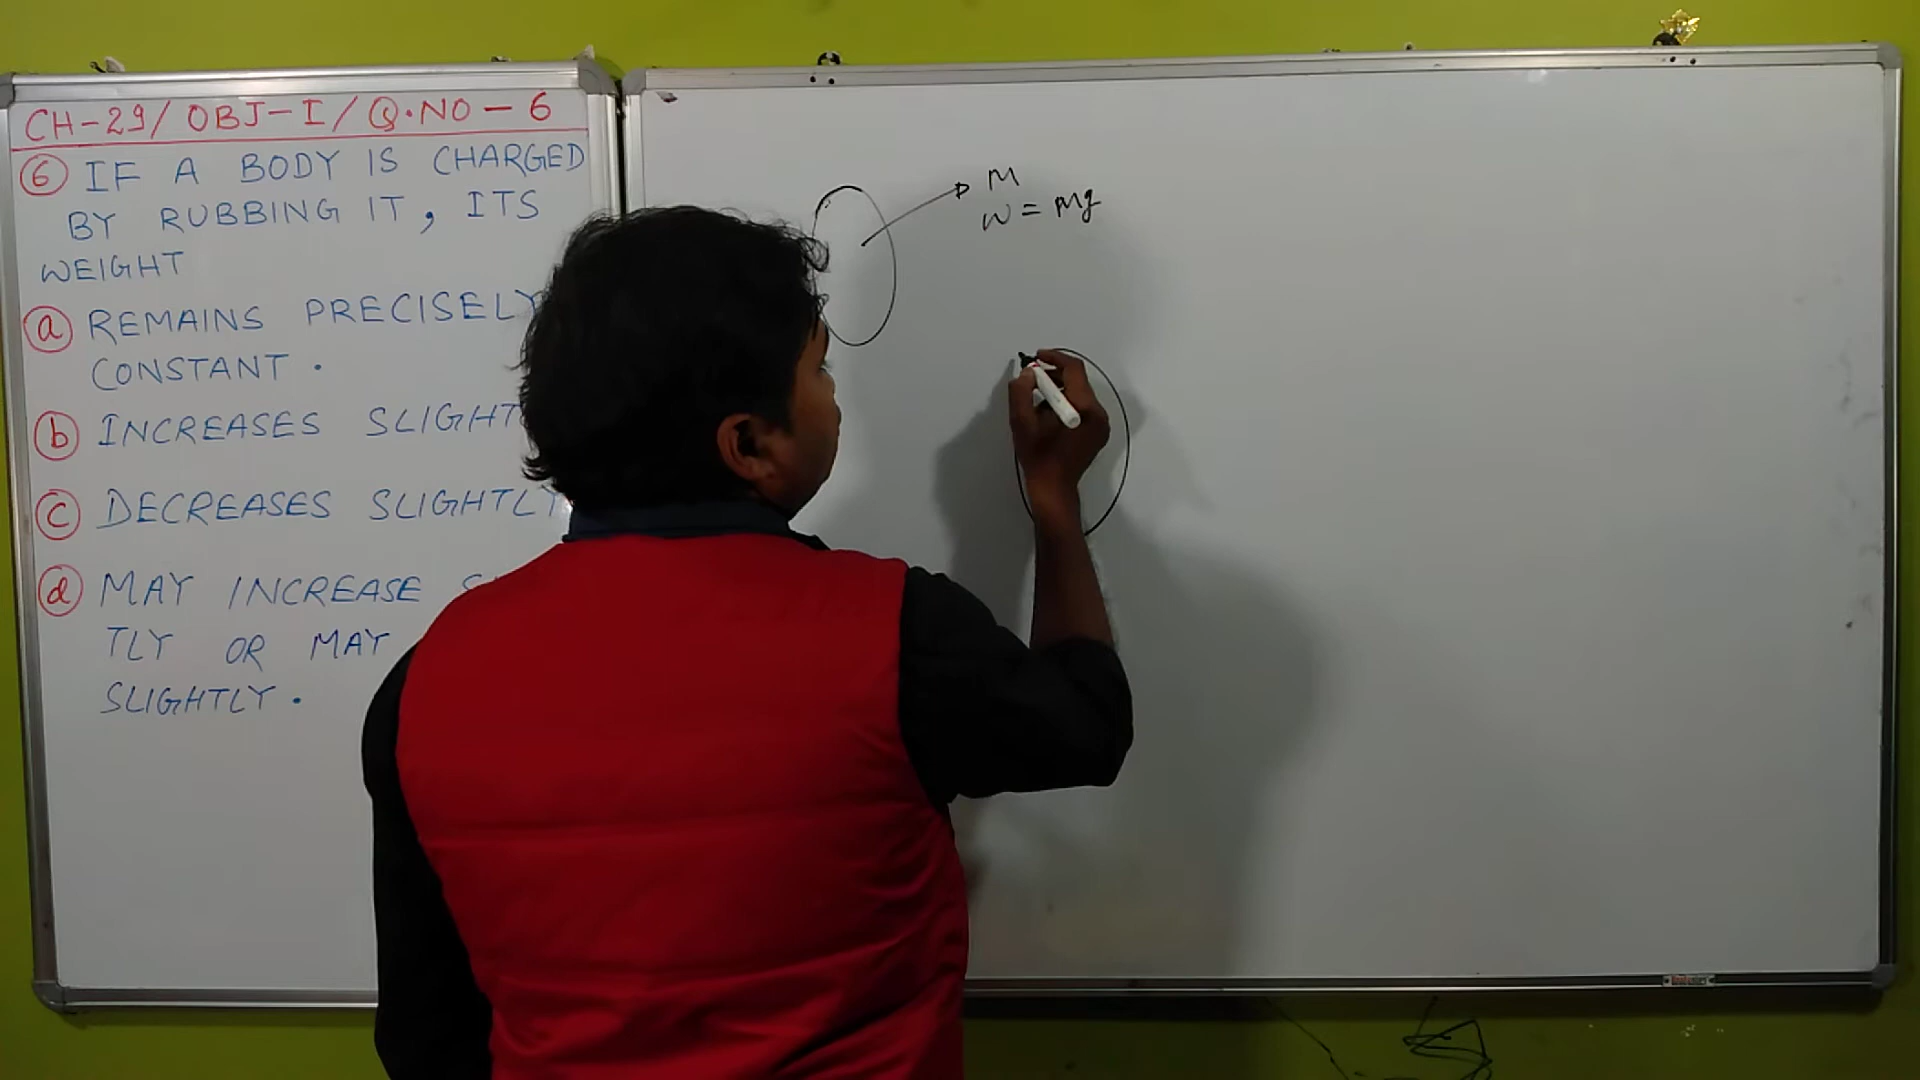 CH-29/ OBJ-I/ Q.NO - 6
⑥ IF A BODY IS CHARGED
BY RUBBING IT, ITS
WEIGHT
ⓐ REMAINS PRECISELY
CONSTANT.
ⓑ INCREASES SLIGHT
ⓒ DECREASES SLIGHTLY
ⓓ MAY INCREASE
TLY OR MAY
SLIGHTLY.
M
W = Mg